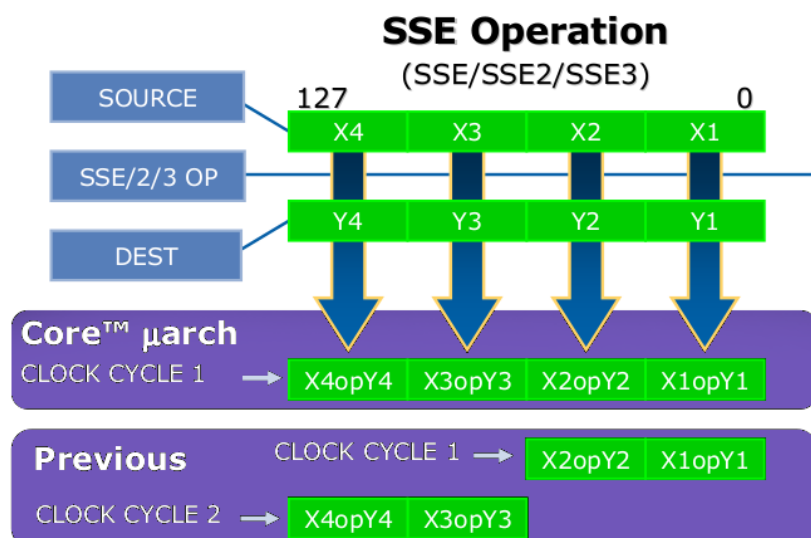 SSE Operation
(SSE/SSE2/SSE3)
SOURCE
127
0
X4 X3 X2 X1
SSE/2/3 OP
Y4 Y3 Y2 Y1
DEST
Core™ µarch
CLOCK CYCLE 1
X4opY4 X3opY3 X2opY2 X1opY1
Previous
CLOCK CYCLE 1
X2opY2 X1opY1
CLOCK CYCLE 2
X4opY4 X3opY3